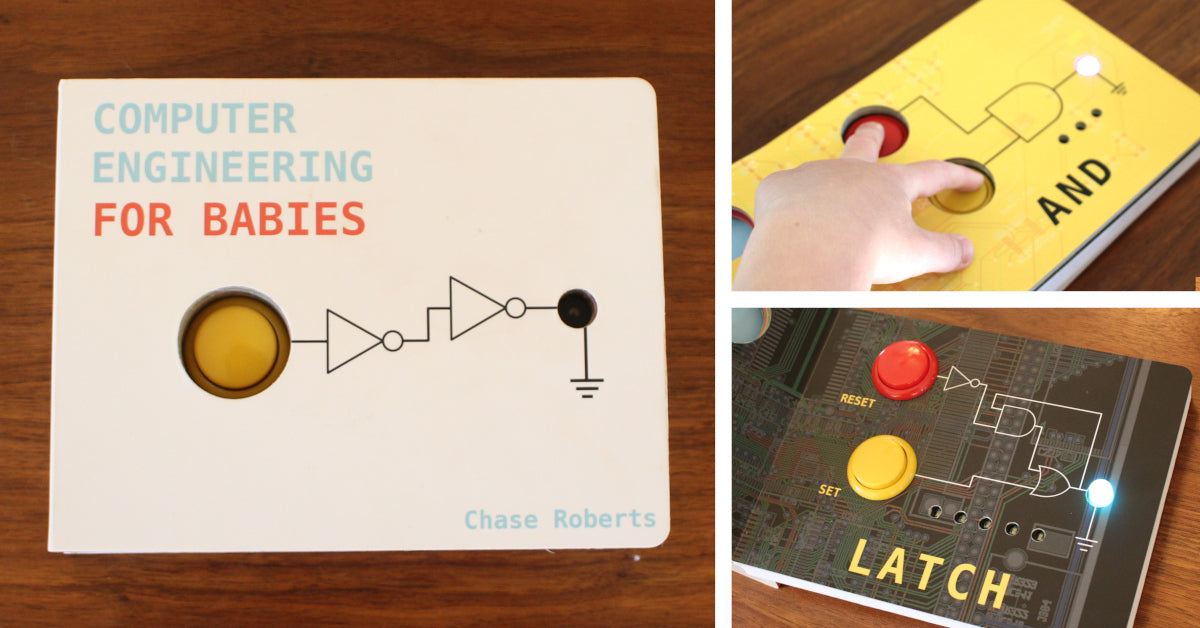 COMPUTER
ENGINEERING
FOR BABIES
Chase Roberts
AND
RESET
SET
LATCH